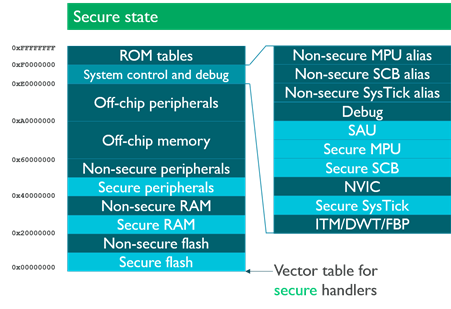 Secure state
0xFFFFFFFF
ROM tables
0xF0000000
System control and debug
0xE0000000
Off-chip peripherals
0xA0000000
Off-chip memory
0x60000000
Non-secure peripherals
Secure peripherals
0x40000000
Non-secure RAM
Secure RAM
0x20000000
Non-secure flash
Secure flash
0x00000000
Non-secure MPU alias
Non-secure SCB alias
Non-secure SysTick alias
Debug
SAU
Secure MPU
Secure SCB
NVIC
Secure SysTick
ITM/DWT/FBP
Vector table for
secure handlers